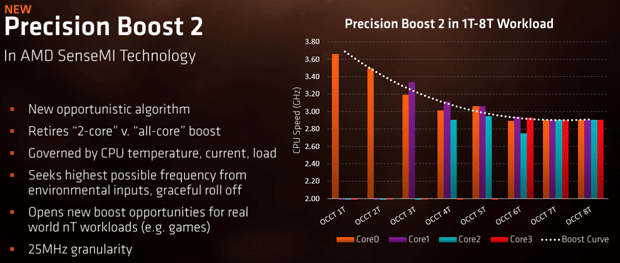 NEW
Precision Boost 2
In AMD SenseMI Technology
▪ New opportunistic algorithm
▪ Retires “2-core” v. “all-core” boost
▪ Governed by CPU temperature, current, load
▪ Seeks highest possible frequency from
environmental inputs, graceful roll off
▪ Opens new boost opportunities for real
world nT workloads (e.g. games)
▪ 25MHz granularity
Precision Boost 2 in 1T-8T Workload
CPU Speed (GHz)
3.80
3.60
3.40
3.20
3.00
2.80
2.60
2.40
2.20
2.00
OCCT 1T
OCCT 2T
OCCT 3T
OCCT 4T
OCCT 5T
OCCT 6T
OCCT 7T
OCCT 8T
Core0 Core1 Core2 Core3 Boost Curve